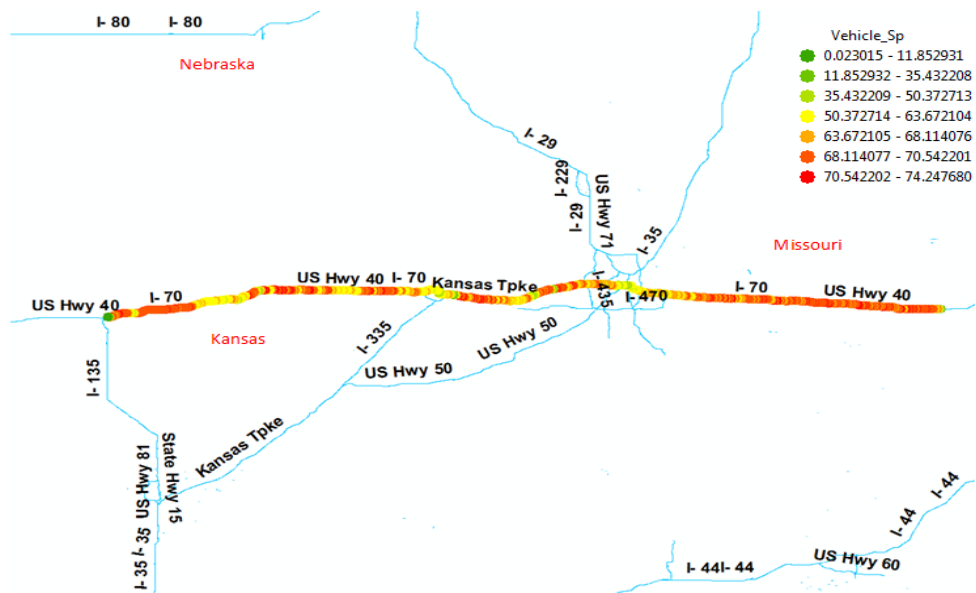 I- 80 I- 80
Nebraska
Vehicle_Sp
0.023015 - 11.852931
11.852932 - 35.432208
35.432209 - 50.372713
50.372714 - 63.672104
63.672105 - 68.114076
68.114077 - 70.542201
70.542202 - 74.247680
I- 29
I- 229
I- 29
US Hwy 71
I- 35
Missouri
US Hwy 40
I- 70
US Hwy 40 I- 70
Kansas Tpke
I- 435
I- 470
I- 70
US Hwy 40
Kansas
I- 335
US Hwy 50
US Hwy 50
I- 135
Kansas Tpke
State Hwy 15
US Hwy 81
I- 35 I- 35
I- 44
I- 44
I- 44I- 44
US Hwy 60